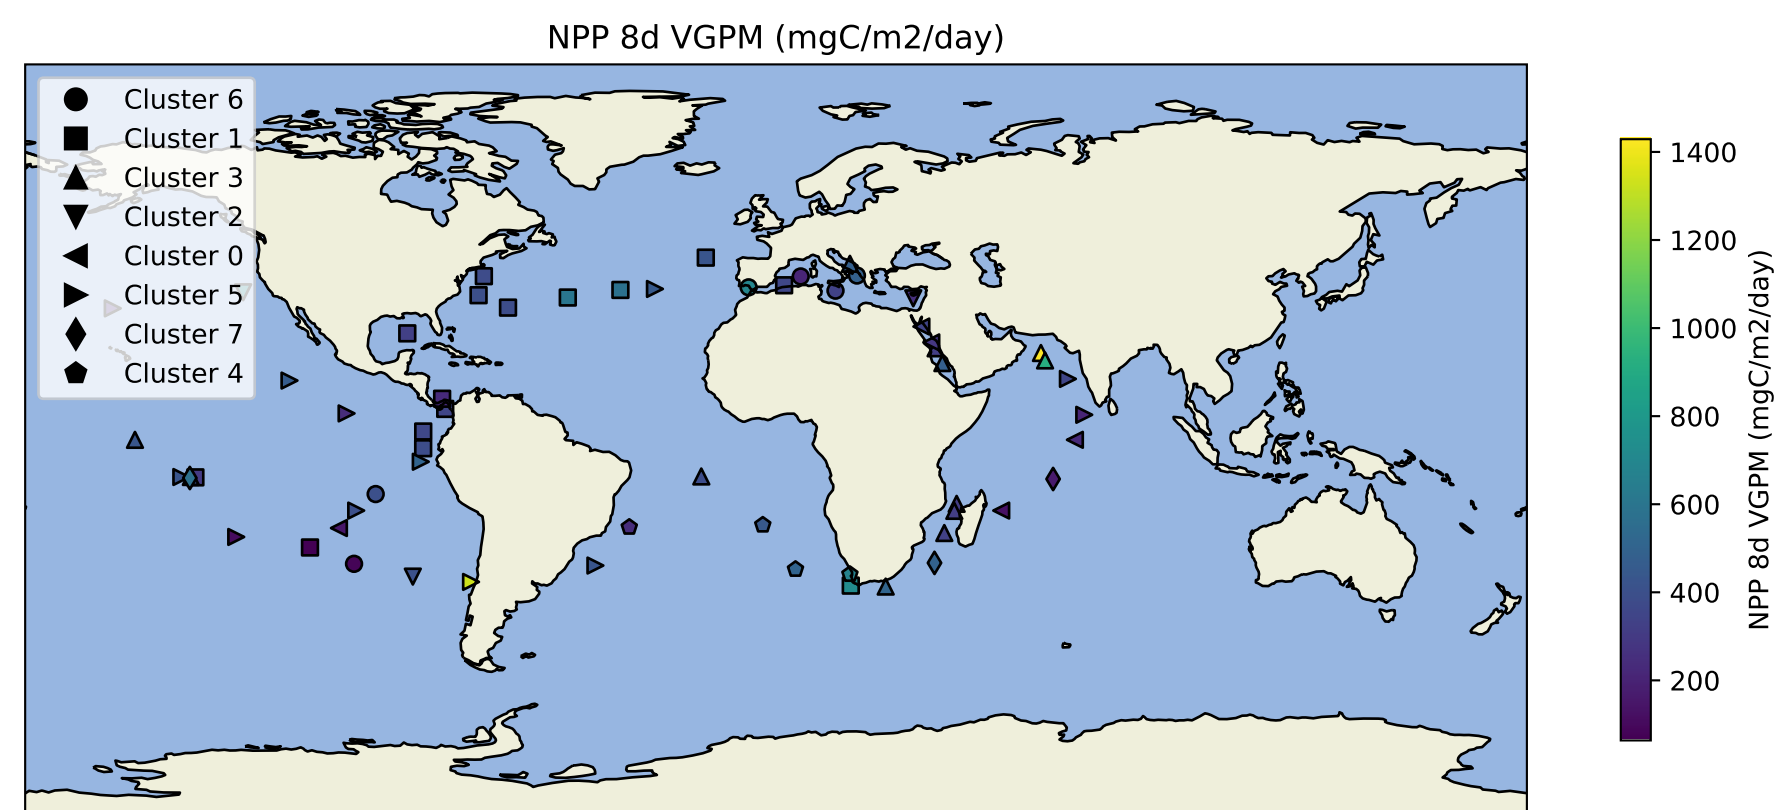 NPP 8d VGPM (mgC/m2/day)
Cluster 6
Cluster 1
Cluster 3
Cluster 2
Cluster 0
Cluster 5
Cluster 7
Cluster 4
1400
1200
1000
800
600
400
200
NPP 8d VGPM (mgC/m2/day)